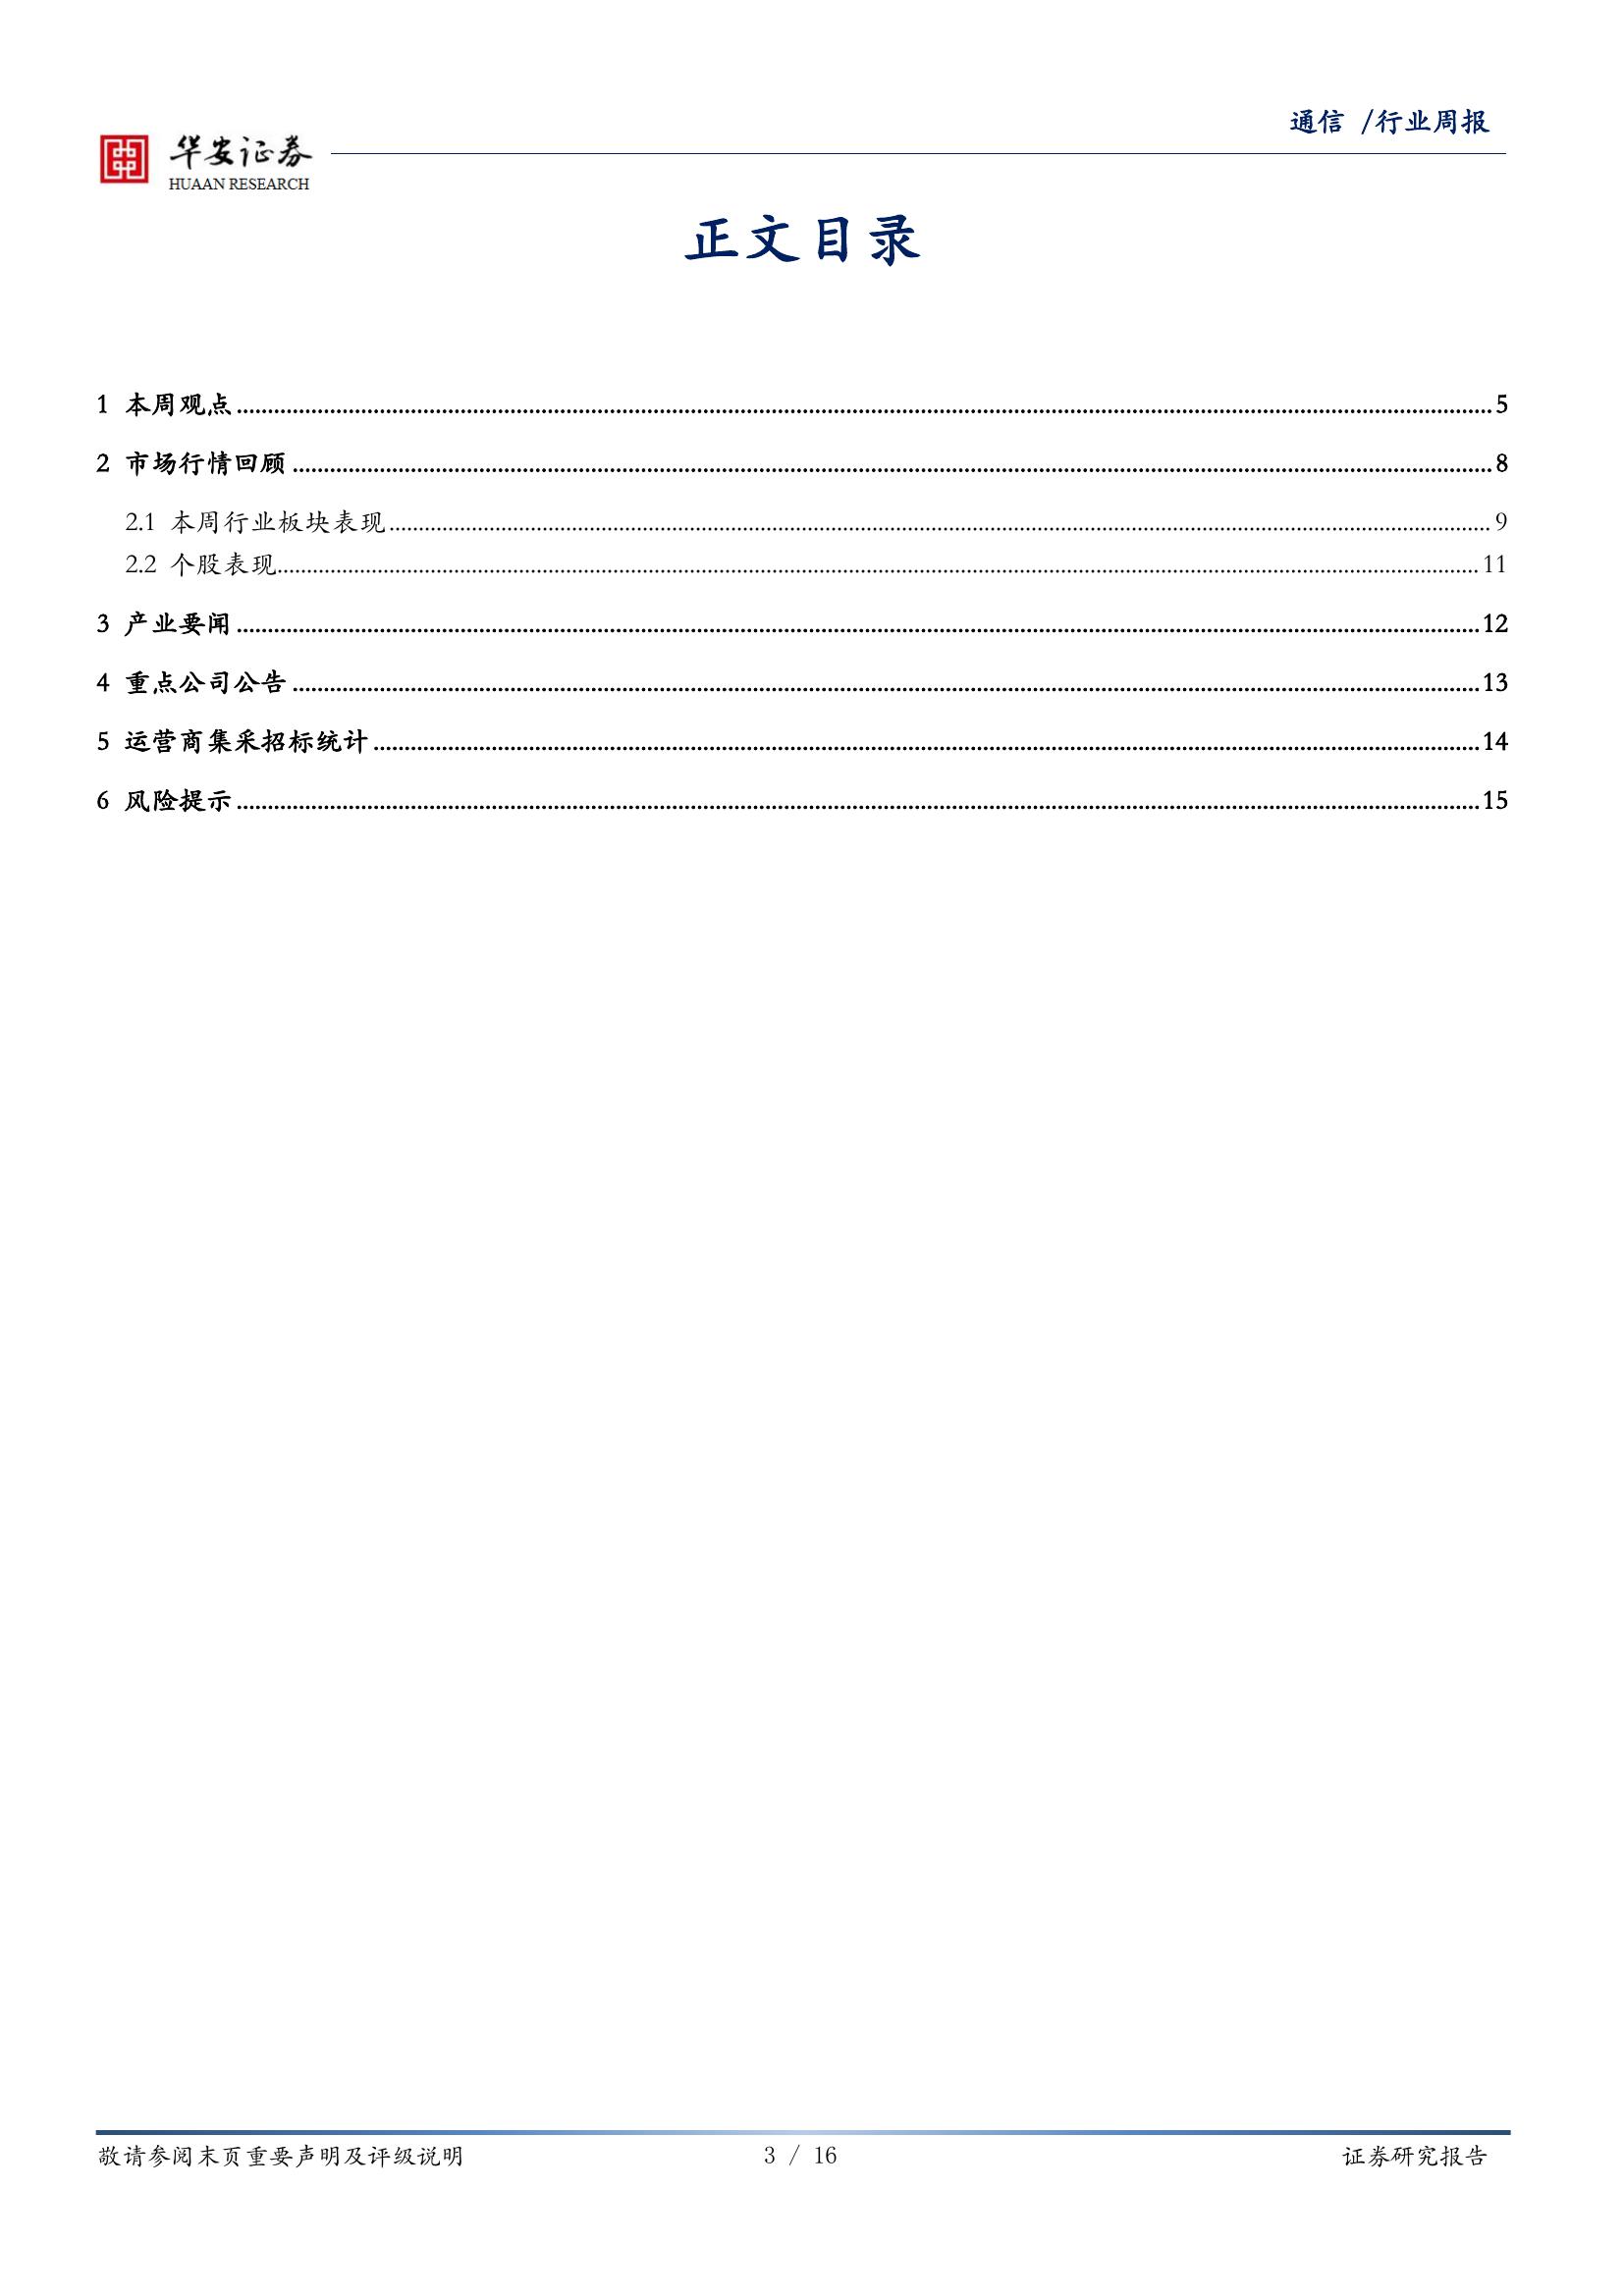 通信 /行业周报
华安证券
HUAAN RESEARCH
正文目录
1 本周观点........................................5
2 市场行情回顾........................................8
2.1 本周行业板块表现........................................9
2.2 个股表现........................................11
3 产业要闻........................................12
4 重点公司公告........................................13
5 运营商集采招标统计........................................14
6 风险提示........................................15
敬请参阅末页重要声明及评级说明 3 / 16 证券研究报告